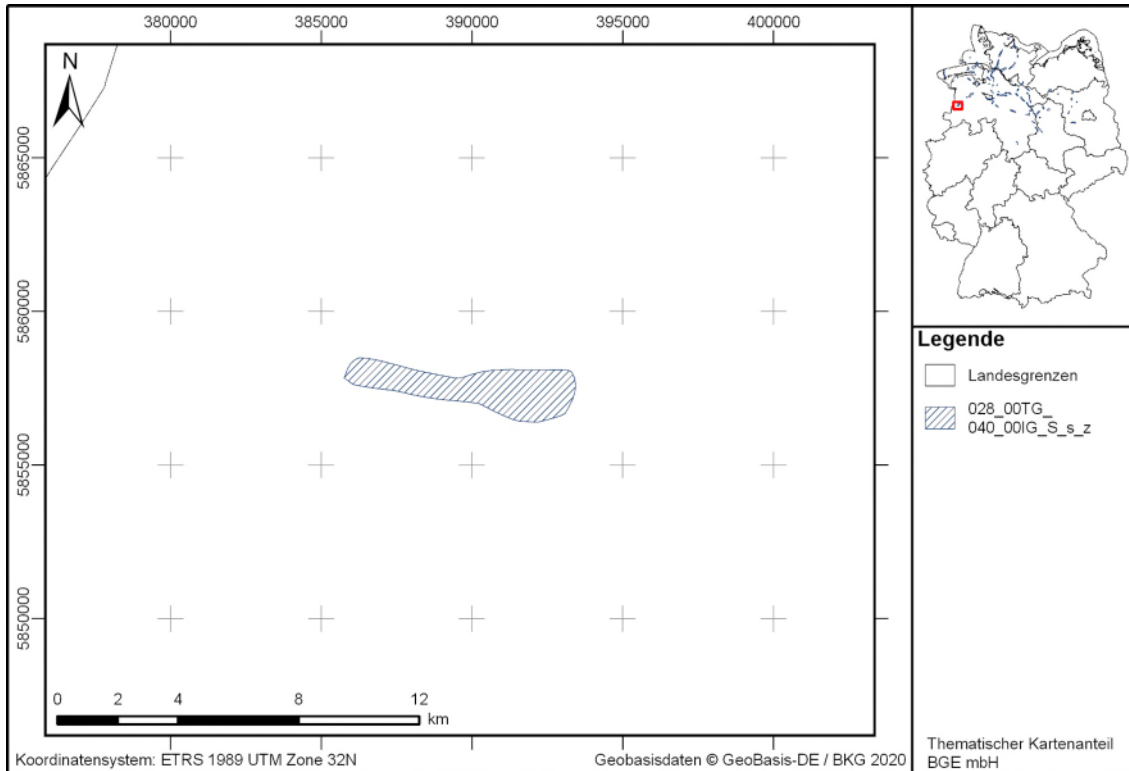 380000 385000 390000 395000 400000
N
5865000
5860000
5855000
5850000
0 2 4 8 12
km
Koordinatensystem: ETRS 1989 UTM Zone 32N
Geobasisdaten © GeoBasis-DE / BKG 2020
Legende
Landesgrenzen
028_00TG_
040_00IG_S_s_z
Thematischer Kartenanteil
BGE mbH